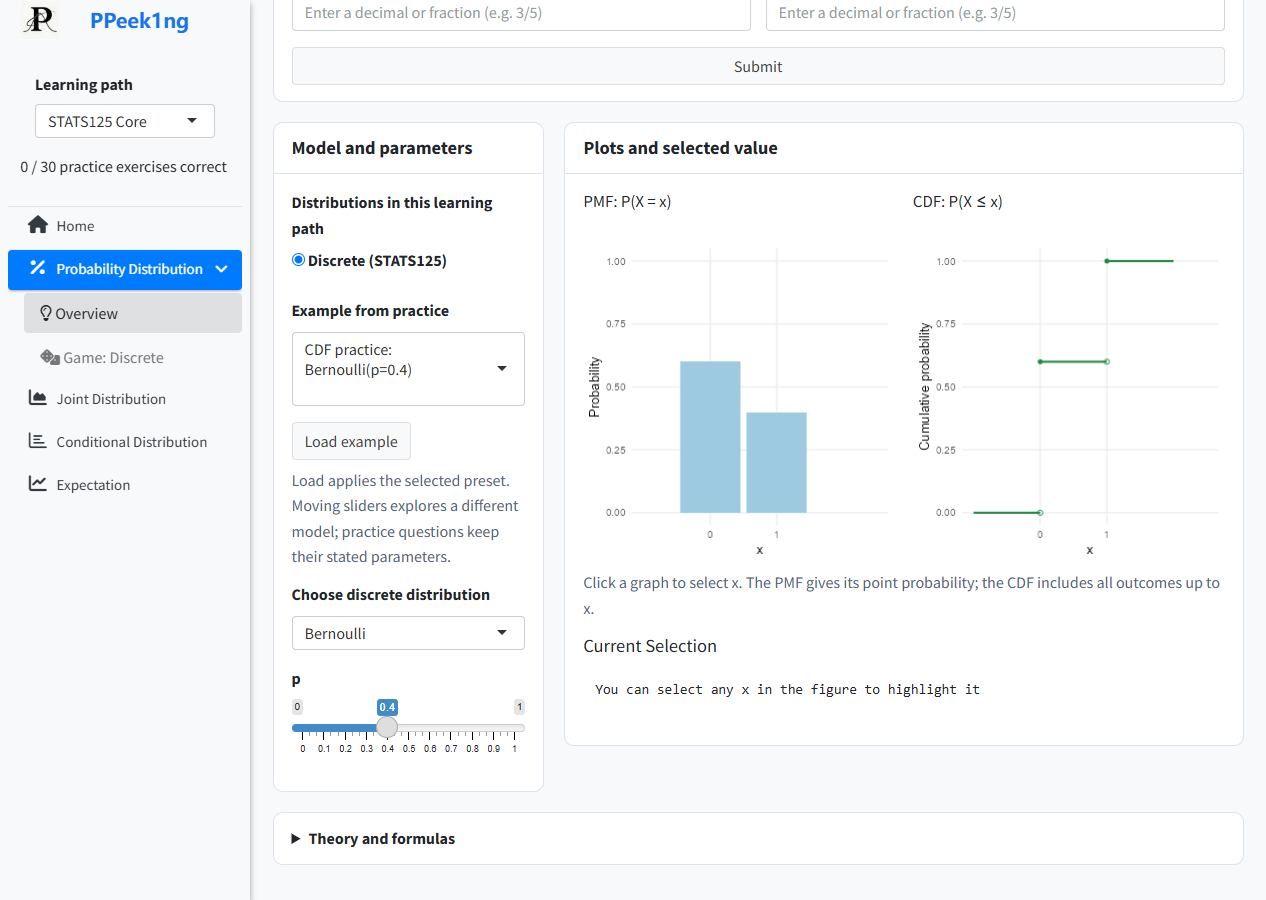 PPeek1ng
Learning path
STATS125 Core
0 / 30 practice exercises correct
Home
Probability Distribution
Overview
Game: Discrete
Joint Distribution
Conditional Distribution
Expectation
Enter a decimal or fraction (e.g. 3/5)
Enter a decimal or fraction (e.g. 3/5)
Submit
Model and parameters
Distributions in this learning
path
Discrete (STATS125)
Example from practice
CDF practice:
Bernoulli(p=0.4)
Load example
Load applies the selected preset.
Moving sliders explores a different
model; practice questions keep
their stated parameters.
Choose discrete distribution
Bernoulli
p
0 0.4 1
0 0.1 0.2 0.3 0.4 0.5 0.6 0.7 0.8 0.9 1
Plots and selected value
PMF: P(X = x)
1.00
0.75
0.50
0.25
0.00
Probability
0 1
x
CDF: P(X ≤ x)
1.00
0.75
0.50
0.25
0.00
Cumulative probability
0 1
x
Click a graph to select x. The PMF gives its point probability; the CDF includes all outcomes up to
x.
Current Selection
You can select any x in the figure to highlight it
Theory and formulas